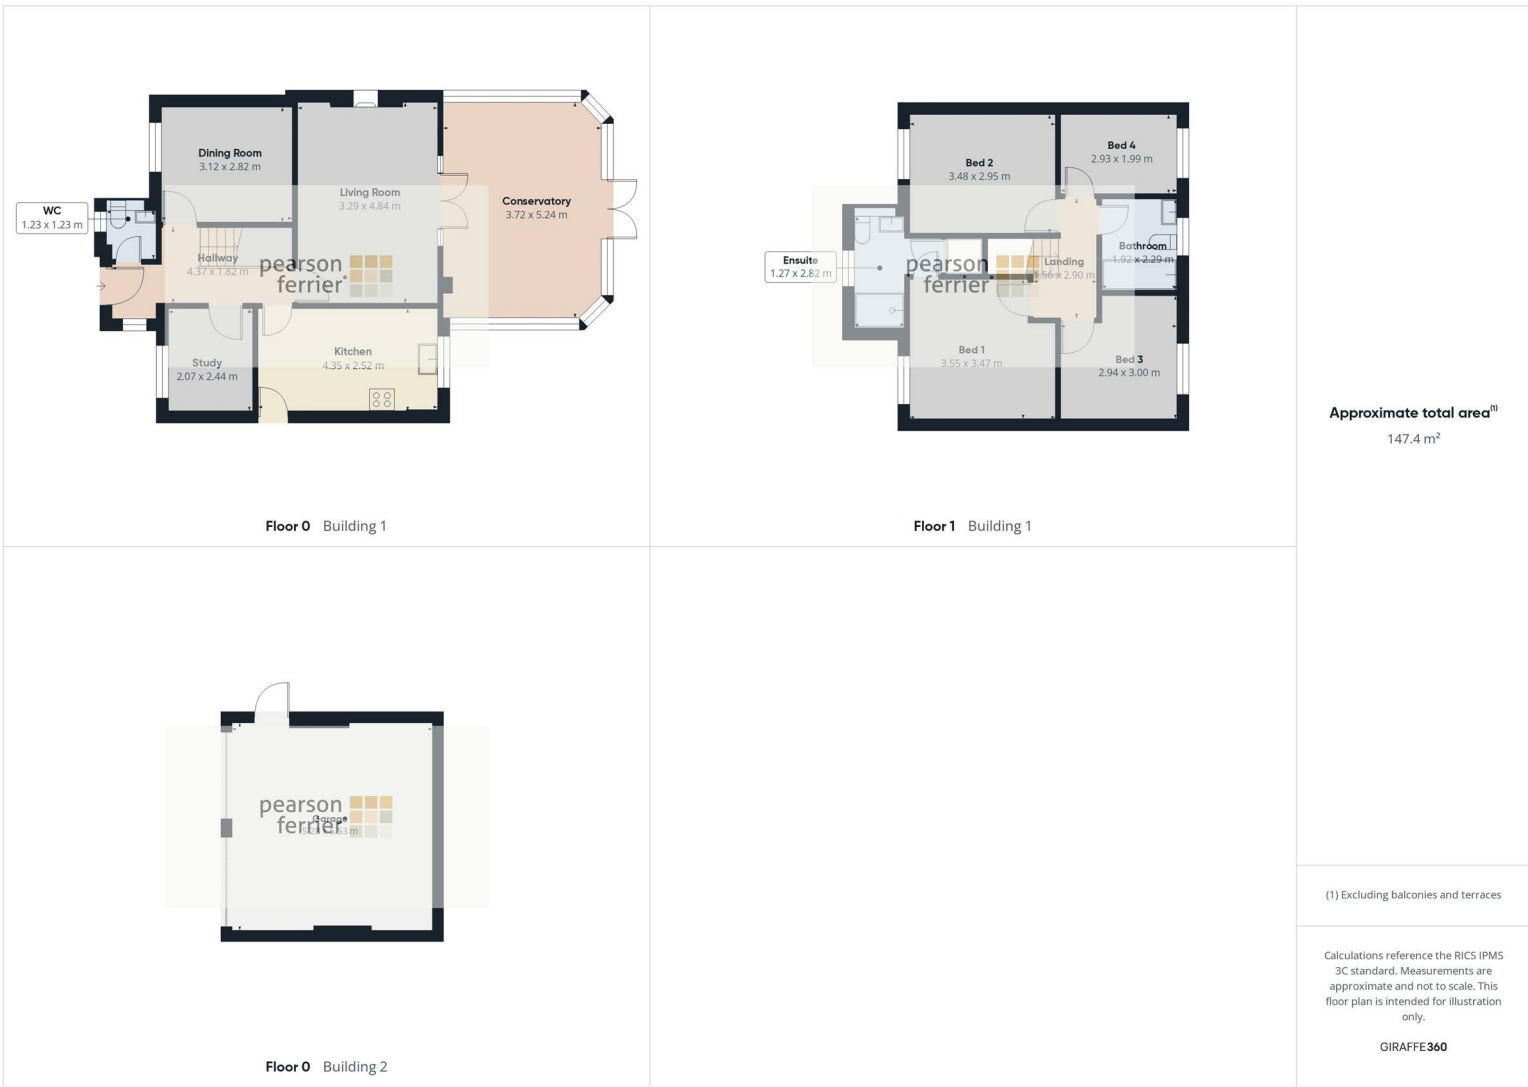 Dining Room
3.12 x 2.82 m
WC
1.23 x 1.23 m
Living Room
3.29 x 4.84 m
Conservatory
3.72 x 5.24 m
Hallway
4.37 x 1.82 m
pearson
ferrier
Study
2.07 x 2.44 m
Kitchen
4.35 x 2.52 m
Floor 0 Building 1
Bed 2
3.48 x 2.95 m
Bed 4
2.93 x 1.99 m
Ensuite
1.27 x 2.82 m
Bathroom
1.92 x 2.29 m
Landing
x 2.90 m
pearson
ferrier
Bed 1
3.55 x 3.47 m
Bed 3
2.94 x 3.00 m
Floor 1 Building 1
Approximate total area(1)
147.4 m²
pearson
Garage
ferrier
Floor 0 Building 2
(1) Excluding balconies and terraces
Calculations reference the RICS IPMS
3C standard. Measurements are
approximate and not to scale. This
floor plan is intended for illustration
only.
GIRAFFE360